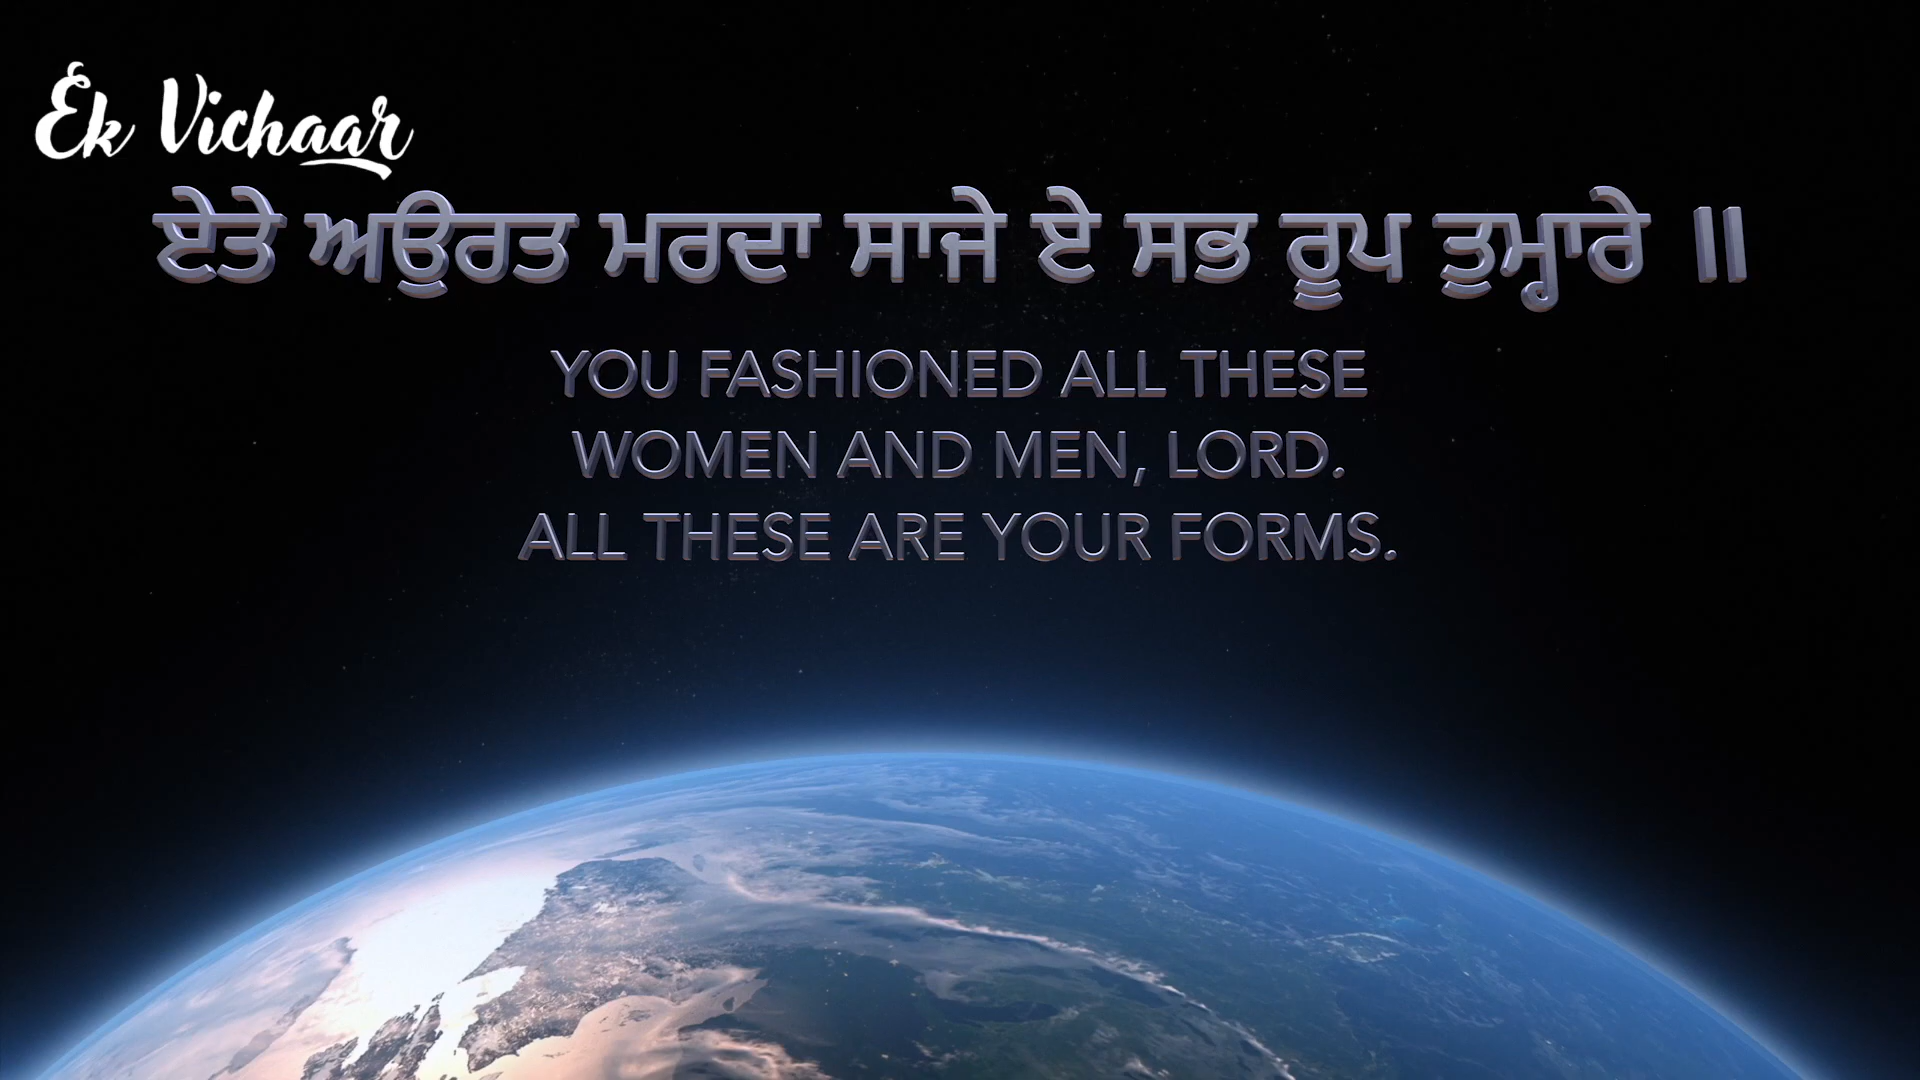 Ek Vichaar
ਏਤੇ ਅਉਰਤ ਮਰਦਾ ਸਾਜੇ ਏ ਸਭ ਰੂਪ ਤੁਮ੍ਹਾਰੇ ॥
YOU FASHIONED ALL THESE
WOMEN AND MEN, LORD.
ALL THESE ARE YOUR FORMS.